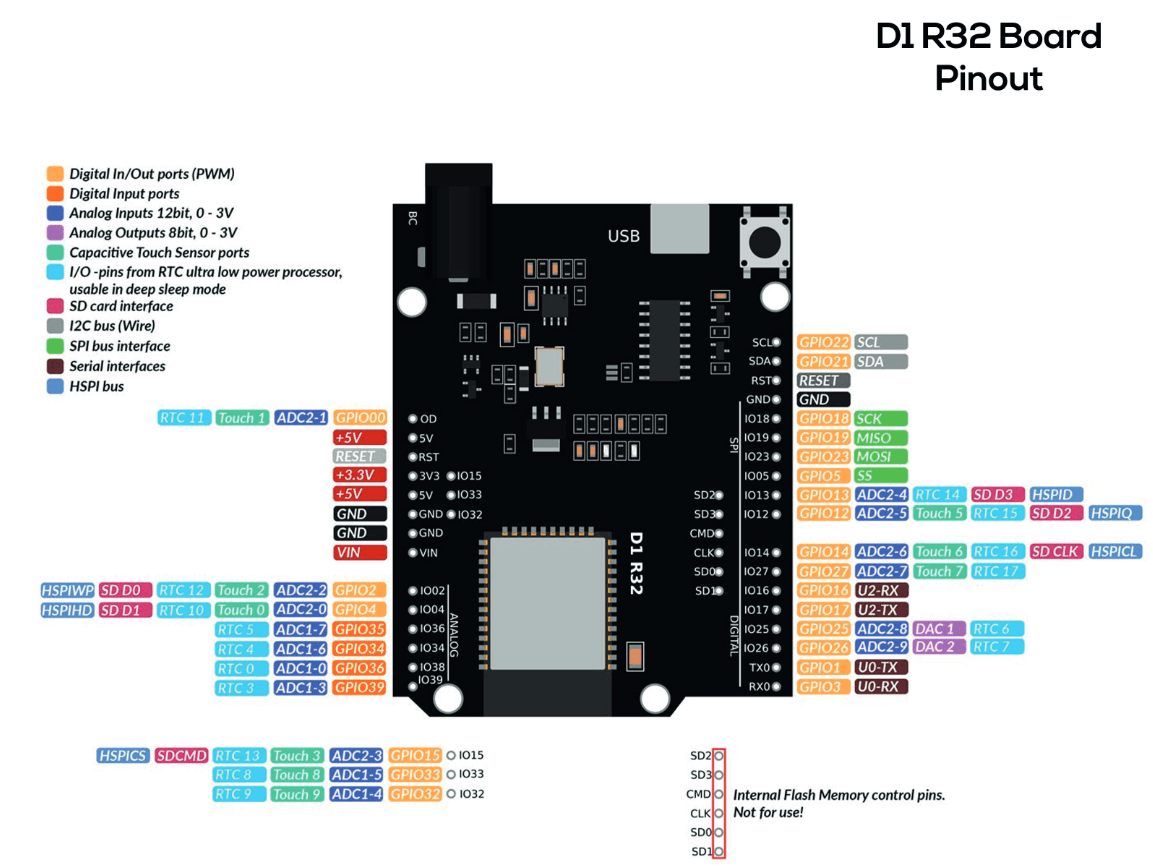 D1 R32 Board
Pinout
Digital In/Out ports (PWM)
Digital Input ports
Analog Inputs 12bit, 0 - 3V
Analog Outputs 8bit, 0 - 3V
Capacitive Touch Sensor ports
I/O -pins from RTC ultra low power processor,
usable in deep sleep mode
SD card interface
I2C bus (Wire)
SPI bus interface
Serial interfaces
HSPI bus
BC
USB
RTC 11 Touch 1 ADC2-1 GPIO00 OD
+5V 5V
RESET RST
+3.3V 3V3 IO15
+5V 5V IO33
GND GND IO32
GND GND
VIN VIN
HSPIWP SD D0 RTC 12 Touch 2 ADC2-2 GPIO2 IO02
HSPIHD SD D1 RTC 10 Touch 0 ADC2-0 GPIO4 IO04
RTC 5 ADC1-7 GPIO35 IO36
RTC 4 ADC1-6 GPIO34 IO34
RTC 0 ADC1-0 GPIO36 IO38
RTC 3 ADC1-3 GPIO39 IO39
ANALOG
D1 R32
SCL GPIO22 SCL
SDA GPIO21 SDA
RST RESET
GND GND
IO18 GPIO18 SCK
IO19 GPIO19 MISO
IO23 GPIO23 MOSI
IO05 GPIO5 SS
SD2 IO13 GPIO13 ADC2-4 RTC 14 SD D3 HSPID
SD3 IO12 GPIO12 ADC2-5 Touch 5 RTC 15 SD D2 HSPIQ
CMD
CLK IO14 GPIO14 ADC2-6 Touch 6 RTC 16 SD CLK HSPICL
SD0 IO27 GPIO27 ADC2-7 Touch 7 RTC 17
SD1 IO16 GPIO16 U2-RX
IO17 GPIO17 U2-TX
IO25 GPIO25 ADC2-8 DAC 1 RTC 6
IO26 GPIO26 ADC2-9 DAC 2 RTC 7
TX0 GPIO1 U0-TX
RX0 GPIO3 U0-RX
SPI
DIGITAL
HSPICS SDCMD RTC 13 Touch 3 ADC2-3 GPIO15 IO15
RTC 8 Touch 8 ADC1-5 GPIO33 IO33
RTC 9 Touch 9 ADC1-4 GPIO32 IO32
SD2
SD3
CMD
CLK
SD0
SD1
Internal Flash Memory control pins.
Not for use!